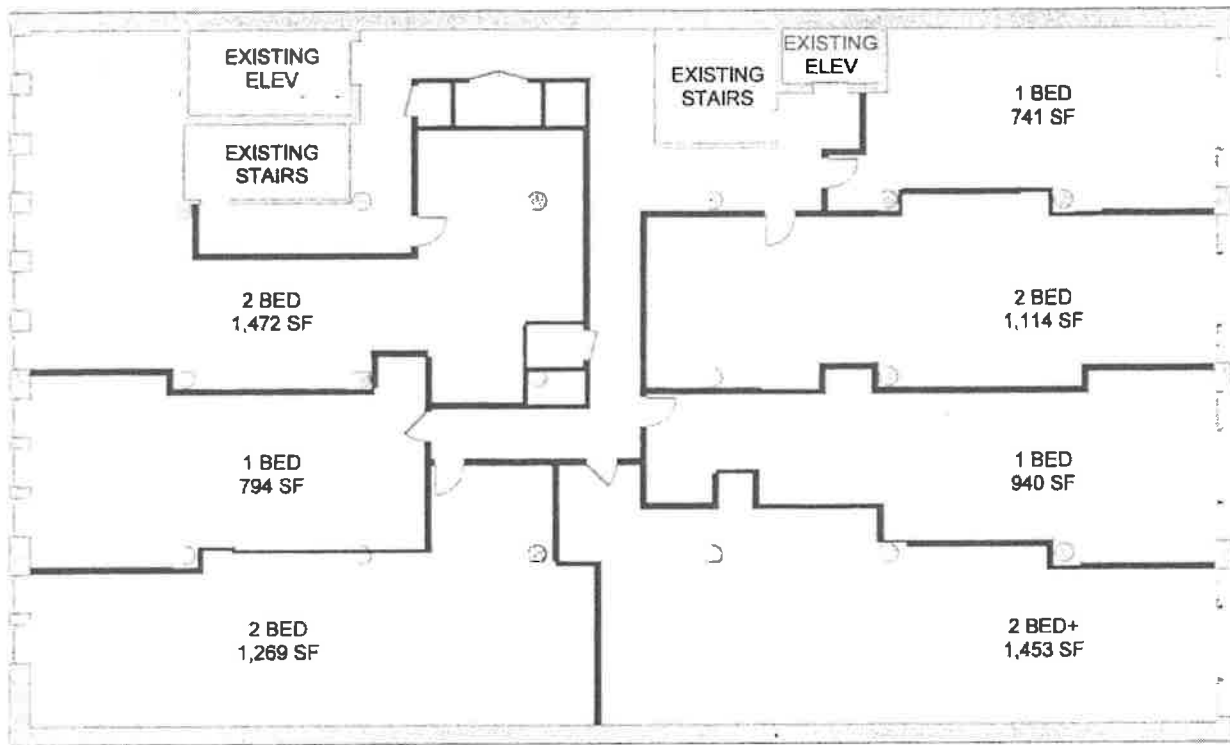 EXISTING
ELEV
EXISTING
STAIRS
EXISTING
STAIRS
EXISTING
ELEV
1 BED
741 SF
2 BED
1,472 SF
2 BED
1,114 SF
1 BED
794 SF
1 BED
940 SF
2 BED
1,269 SF
2 BED+
1,453 SF